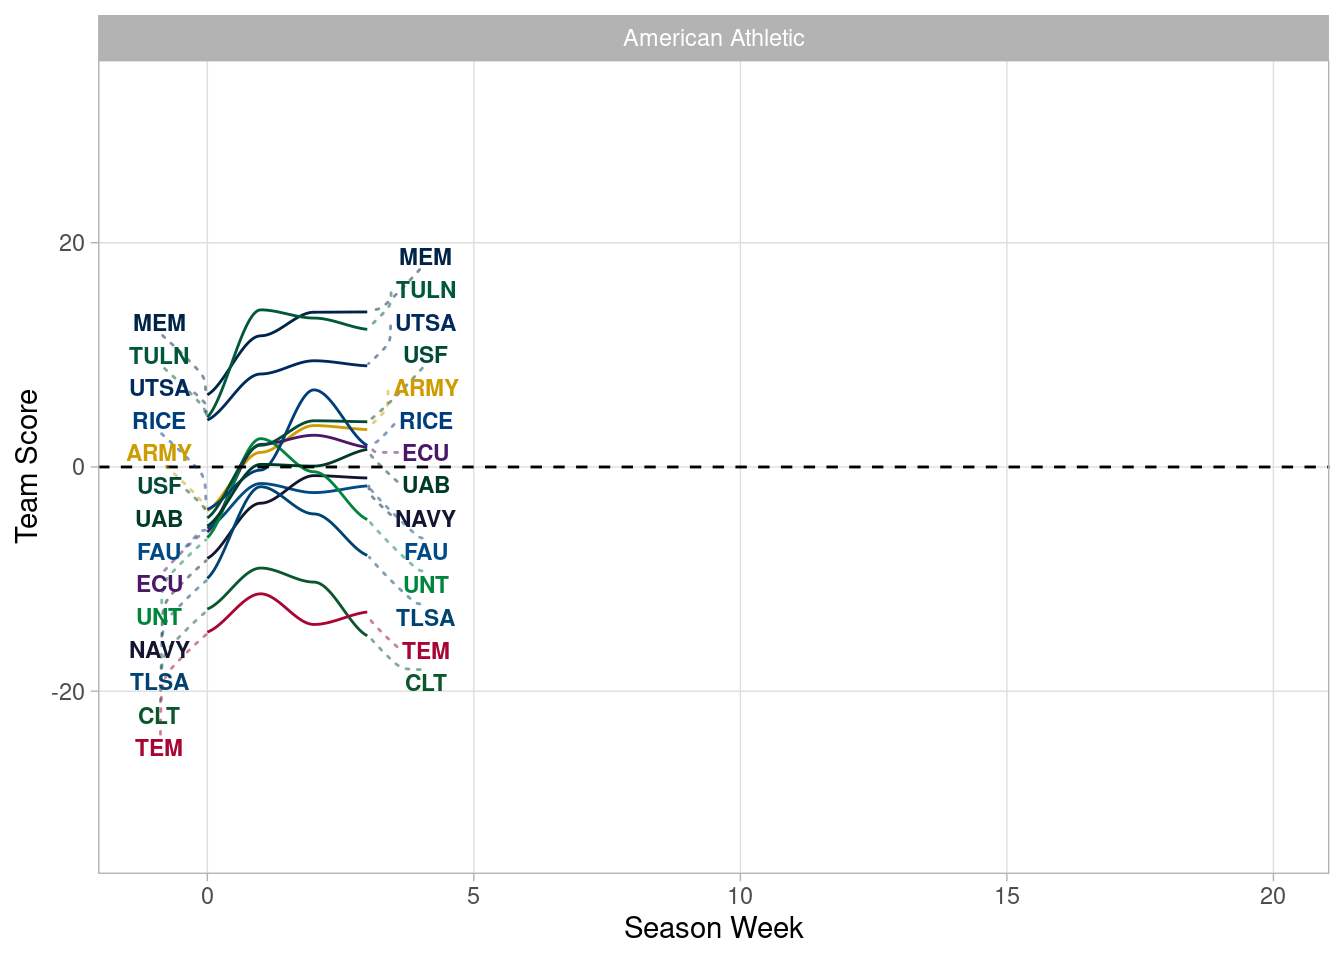 American Athletic
Team Score
20
0
-20
MEM
TULN
UTSA
RICE
ARMY
USF
UAB
FAU
ECU
UNT
NAVY
TLSA
CLT
TEM
MEM
TULN
UTSA
USF
ARMY
RICE
ECU
UAB
NAVY
FAU
UNT
TLSA
TEM
CLT
0 5 10 15 20
Season Week